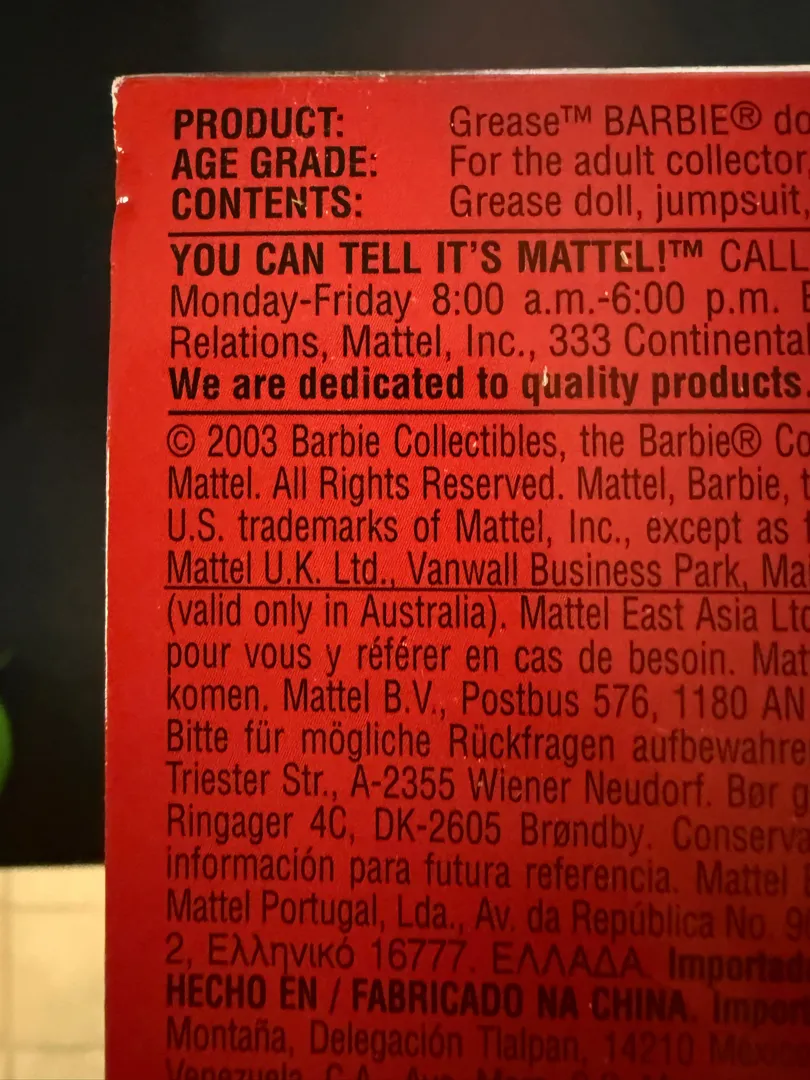 PRODUCT: Grease™ BARBIE® do
AGE GRADE: For the adult collector,
CONTENTS: Grease doll, jumpsuit,
YOU CAN TELL IT'S MATTEL!™ CALL
Monday-Friday 8:00 a.m.-6:00 p.m.
Relations, Mattel, Inc., 333 Continental
We are dedicated to quality products
© 2003 Barbie Collectibles, the Barbie® Co
Mattel. All Rights Reserved. Mattel, Barbie,
U.S. trademarks of Mattel, Inc., except as
Mattel U.K. Ltd., Vanwall Business Park, Ma
(valid only in Australia). Mattel East Asia Ltd
pour vous y référer en cas de besoin. Mat
komen. Mattel B.V., Postbus 576, 1180 AN
Bitte für mögliche Rückfragen aufbewahre
Triester Str., A-2355 Wiener Neudorf. Bør g
Ringager 4C, DK-2605 Brøndby. Conserva
información para futura referencia. Mattel
Mattel Portugal, Lda., Av. da República No. 9
2, Ελληνικό 16777. ΕΛΛΑΔΑ. Importad
HECHO EN / FABRICADO NA CHINA. Impor
Montaña, Delegación Tlalpan, 14210 México
Venezuela, C.A., Ave.